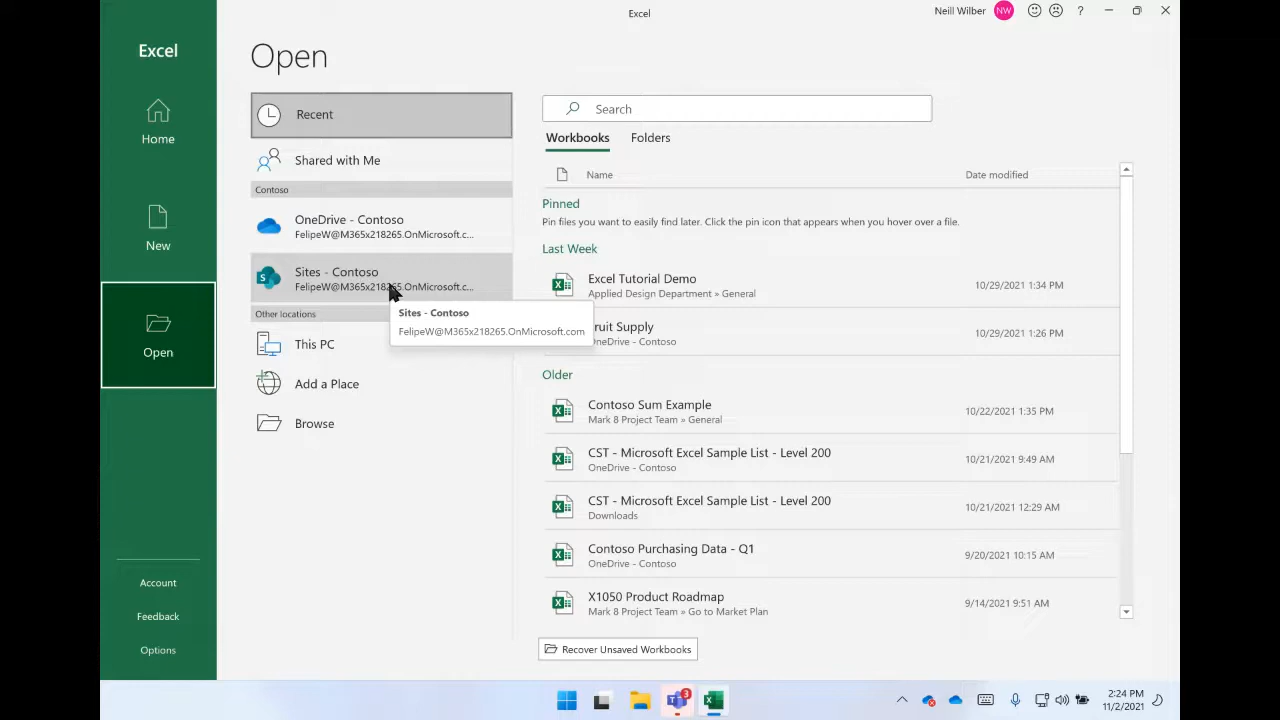 Excel
Neill Wilber
NW
?
Excel
Home
New
Open
Account
Feedback
Options
Open
Recent
Shared with Me
Contoso
OneDrive - Contoso
FelipeW@M365x218265.OnMicrosoft.c...
Sites - Contoso
FelipeW@M365x218265.OnMicrosoft.c...
Sites - Contoso
FelipeW@M365x218265.OnMicrosoft.com
Other locations
This PC
Add a Place
Browse
Search
Workbooks Folders
Name Date modified
Pinned
Pin files you want to easily find later. Click the pin icon that appears when you hover over a file.
Last Week
Excel Tutorial Demo 10/29/2021 1:34 PM
Applied Design Department » General
Supply 10/29/2021 1:26 PM
OneDrive - Contoso
Older
Contoso Sum Example 10/22/2021 1:35 PM
Mark 8 Project Team » General
CST - Microsoft Excel Sample List - Level 200 10/21/2021 9:49 AM
OneDrive - Contoso
CST - Microsoft Excel Sample List - Level 200 10/21/2021 12:29 AM
Downloads
Contoso Purchasing Data - Q1 9/20/2021 10:15 AM
OneDrive - Contoso
X1050 Product Roadmap 9/14/2021 9:51 AM
Mark 8 Project Team » Go to Market Plan
Recover Unsaved Workbooks
3
2:24 PM
11/2/2021